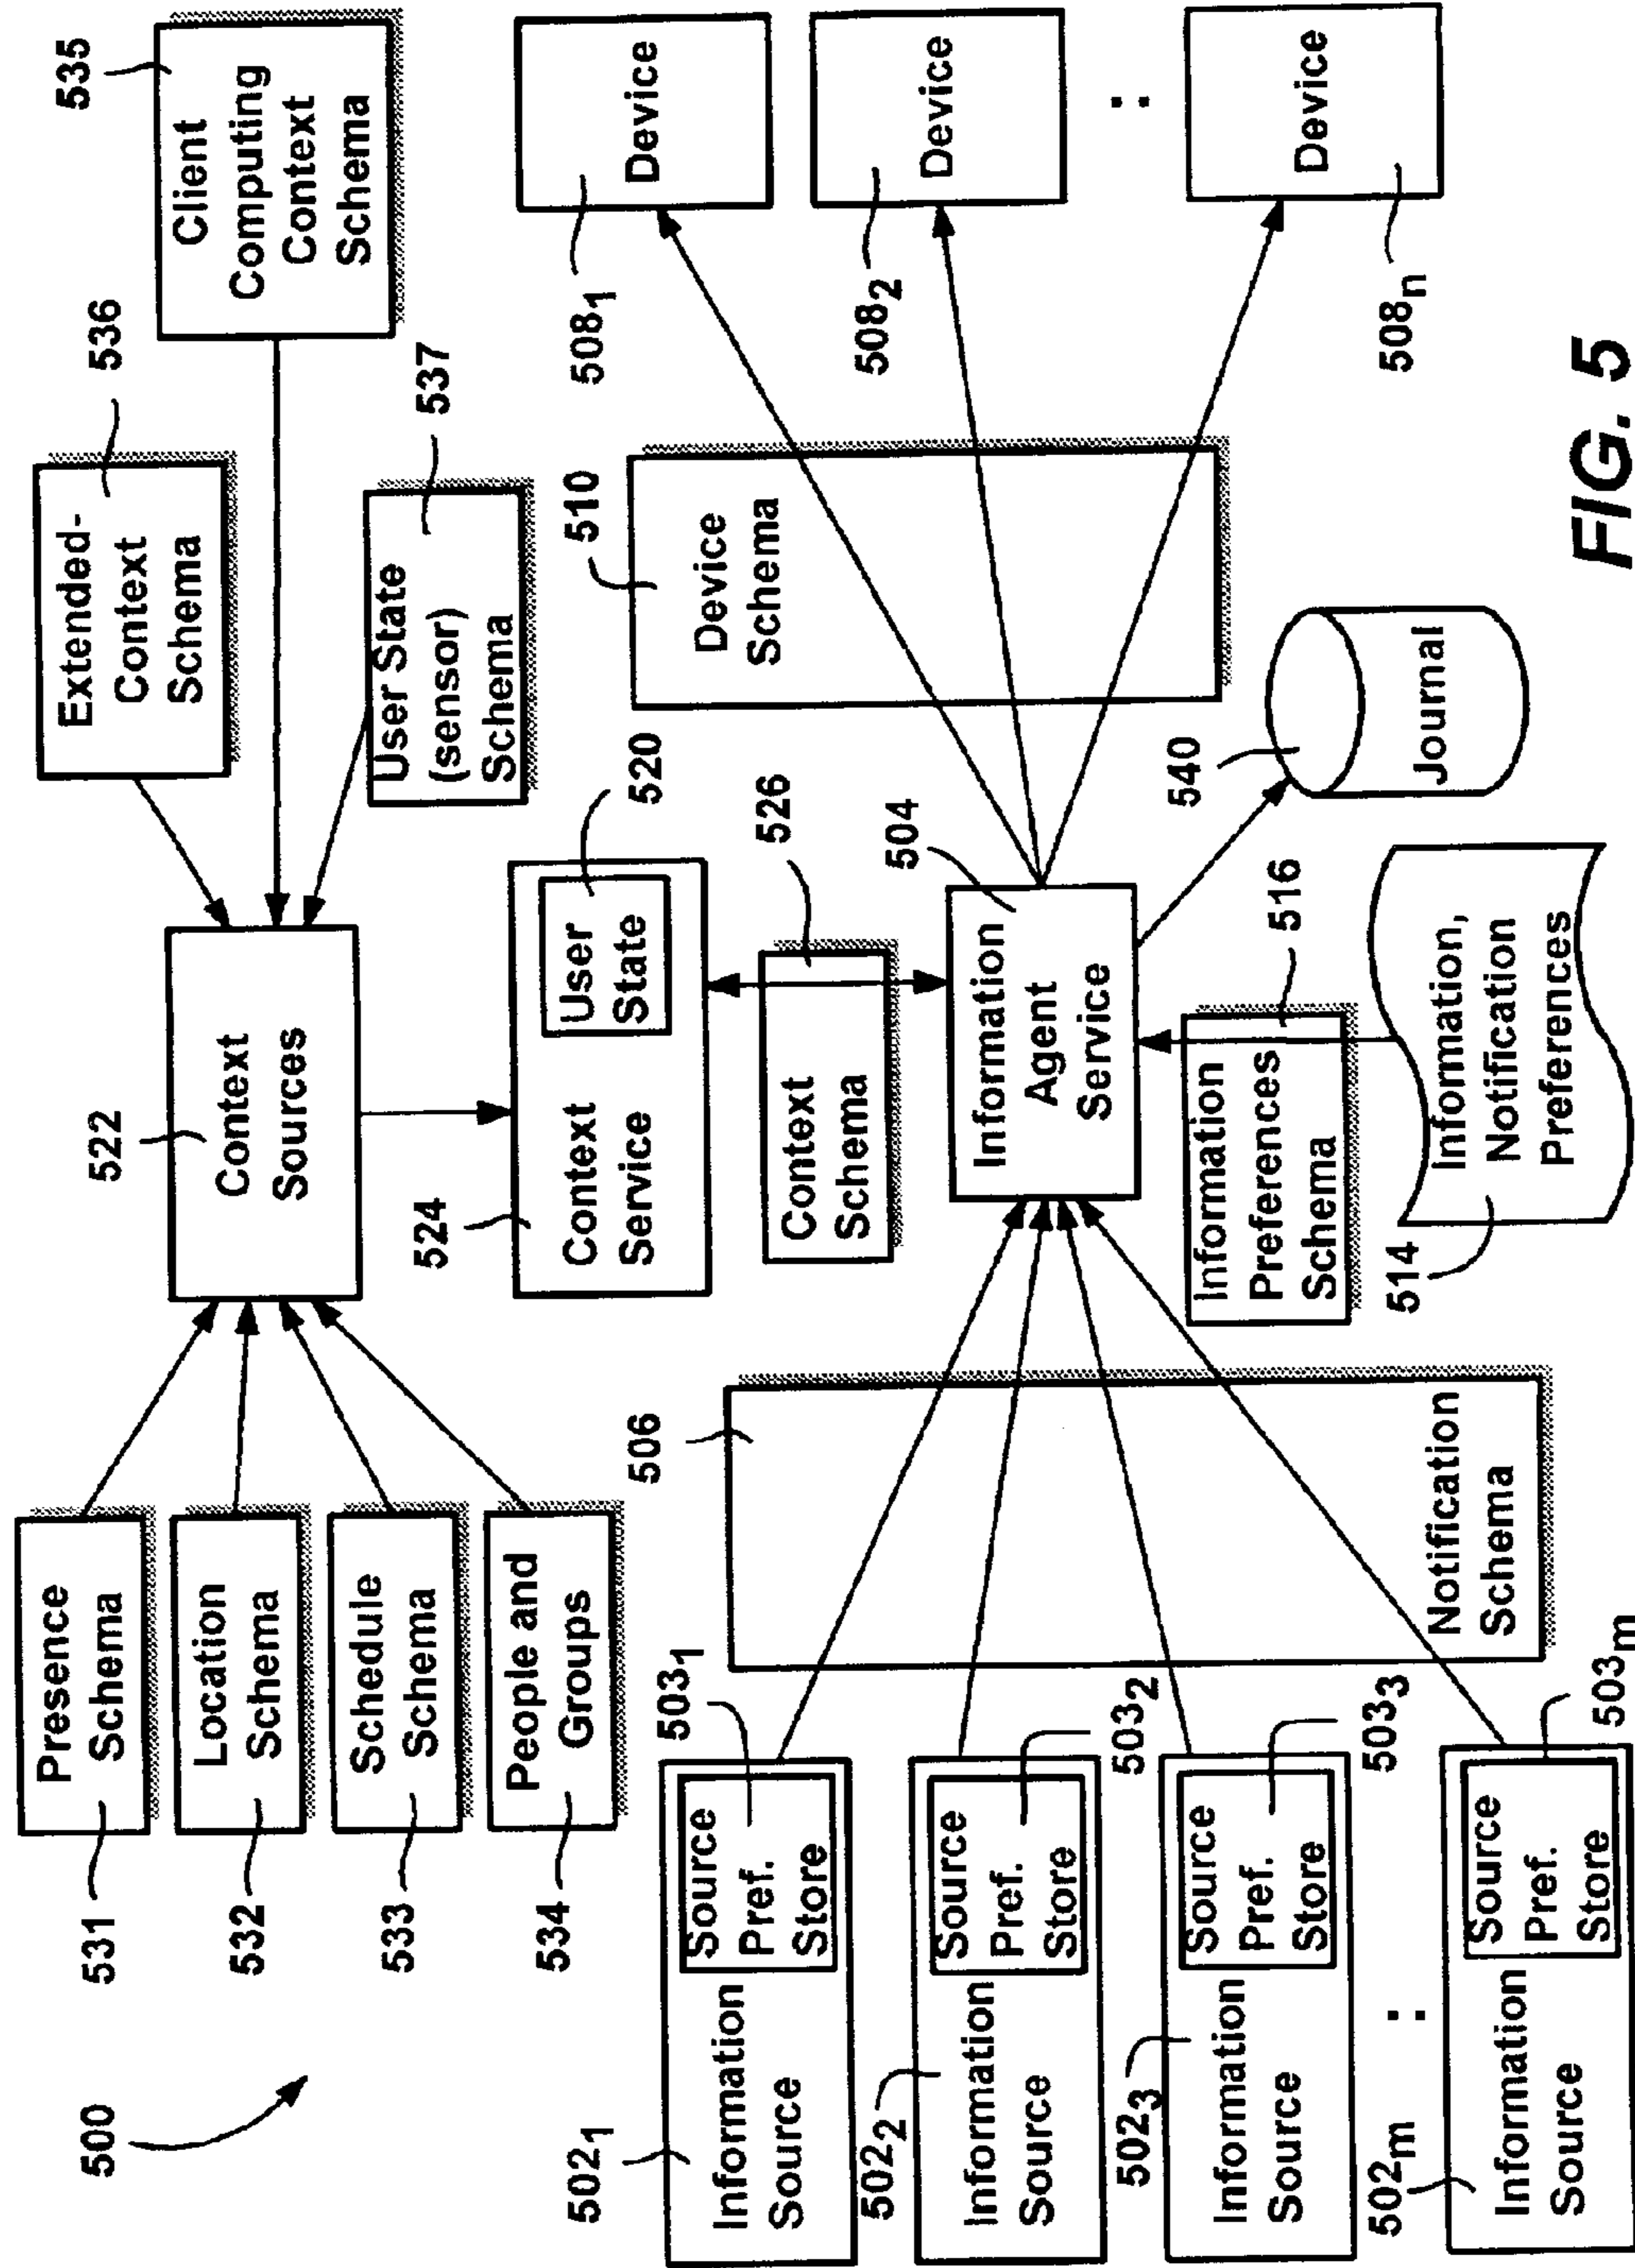 500
531
Presence
Schema
532
Location
Schema
533
Schedule
Schema
534
People and
Groups
522
Context
Sources
Extended-
Context
Schema
536
Client
Computing
Context
Schema
535
User State
(sensor)
Schema
537
524
Context
Service
User
State
520
Context
Schema
526
506
Notification
Schema
502₁
Information
Source
Source
Pref.
Store
503₁
502₂
Information
Source
Source
Pref.
Store
503₂
502₃
Information
Source
Source
Pref.
Store
503₃
:
502m
Information
Source
Source
Pref.
Store
503m
504
Information
Agent
Service
Information
Preferences
Schema
516
514
Information,
Notification
Preferences
540
Journal
510
Device
Schema
508₁
Device
508₂
Device
:
508n
Device
FIG. 5